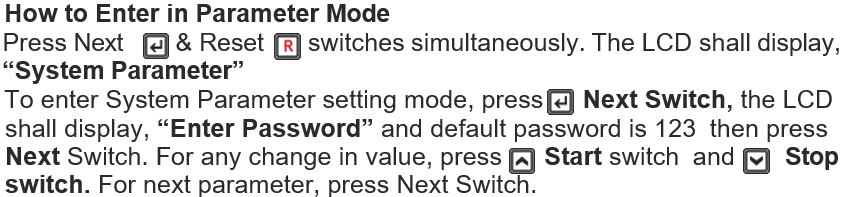 How to Enter in Parameter Mode
Press Next ↵ & Reset R switches simultaneously. The LCD shall display,
“System Parameter”
To enter System Parameter setting mode, press ↵ Next Switch, the LCD
shall display, “Enter Password” and default password is 123 then press
Next Switch. For any change in value, press Start switch and Stop
switch. For next parameter, press Next Switch.